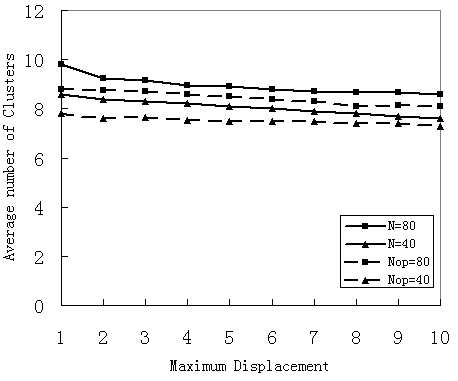 12
10
8
6
4
2
0
Average number of Clusters
N=80
N=40
Nop=80
Nop=40
1 2 3 4 5 6 7 8 9 10
Maximum Displacement